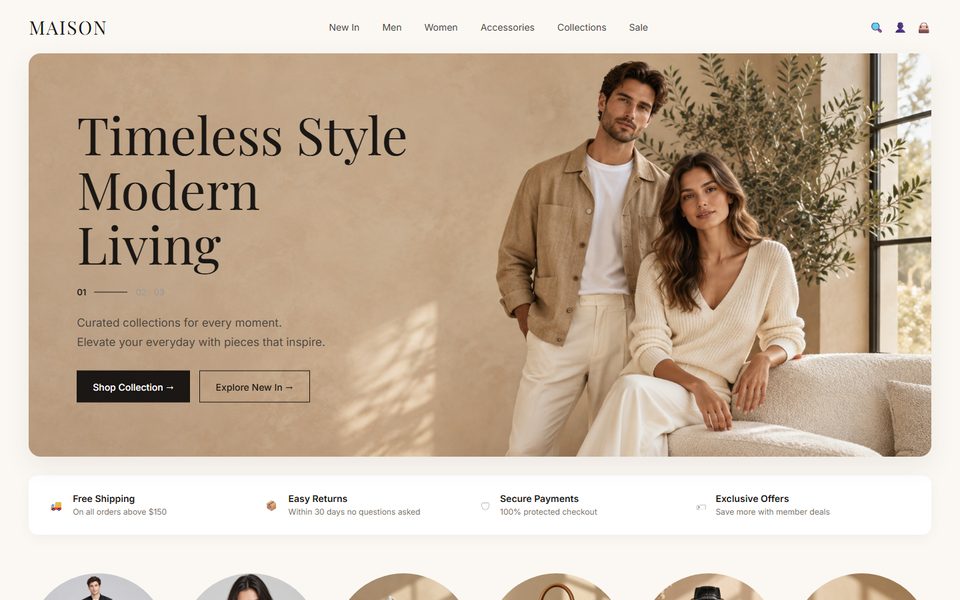 MAISON
New In Men Women Accessories Collections Sale
Timeless Style
Modern
Living
01 02 03
Curated collections for every moment.
Elevate your everyday with pieces that inspire.
Shop Collection →
Explore New In →
Free Shipping
On all orders above $150
Easy Returns
Within 30 days no questions asked
Secure Payments
100% protected checkout
Exclusive Offers
Save more with member deals